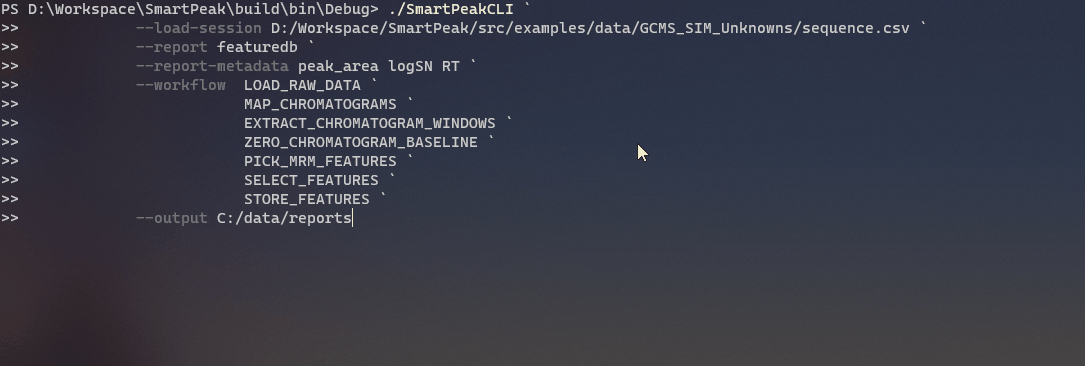 PS D:\Workspace\SmartPeak\build\bin\Debug> ./SmartPeakCLI `
>> --load-session D:/Workspace/SmartPeak/src/examples/data/GCMS_SIM_Unknowns/sequence.csv `
>> --report featuredb `
>> --report-metadata peak_area logSN RT `
>> --workflow  LOAD_RAW_DATA `
>> MAP_CHROMATOGRAMS `
>> EXTRACT_CHROMATOGRAM_WINDOWS `
>> ZERO_CHROMATOGRAM_BASELINE `
>> PICK_MRM_FEATURES `
>> SELECT_FEATURES `
>> STORE_FEATURES `
>> --output C:/data/reports